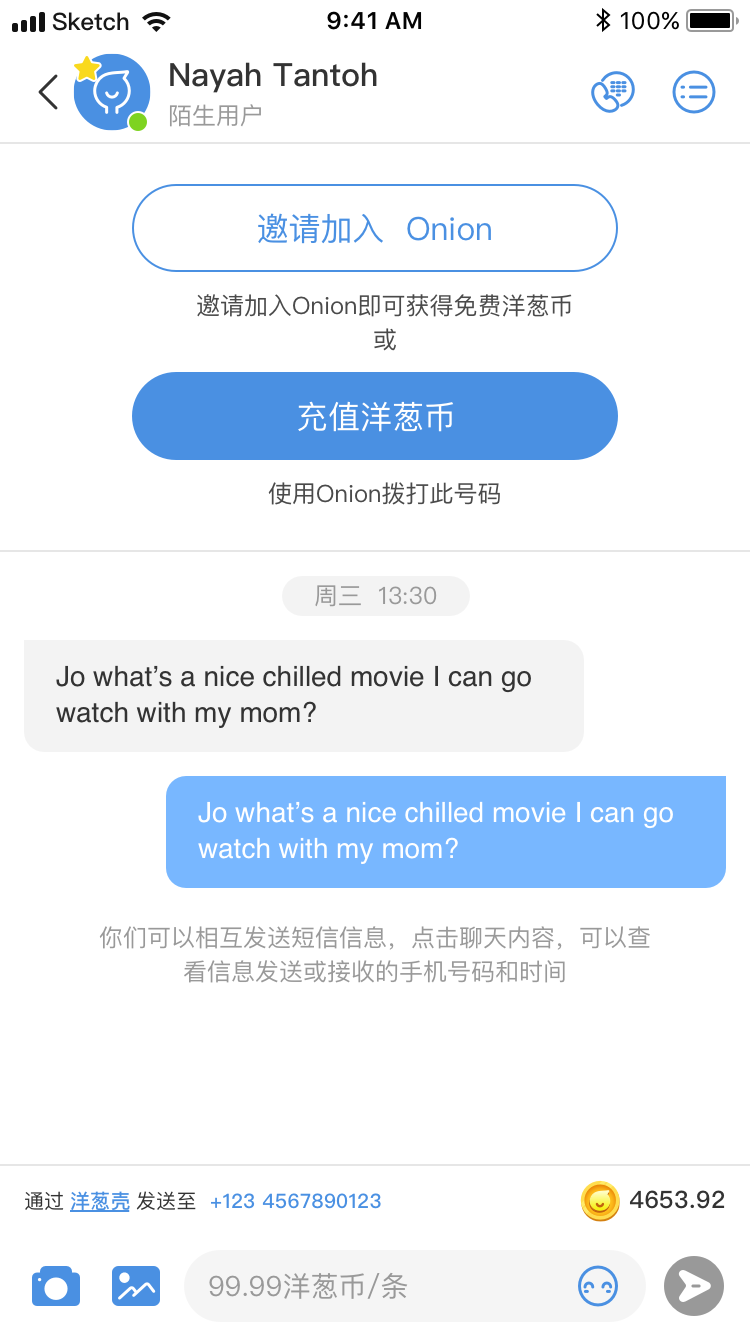 Sketch 9:41 AM 100%
Nayah Tantoh
陌生用户
邀请加入 Onion
邀请加入Onion即可获得免费洋葱币
或
充值洋葱币
使用Onion拨打此号码
周三 13:30
Jo what’s a nice chilled movie I can go
watch with my mom?
Jo what’s a nice chilled movie I can go
watch with my mom?
你们可以相互发送短信信息，点击聊天内容，可以查
看信息发送或接收的手机号码和时间
通过 洋葱壳 发送至 +123 4567890123 4653.92
99.99洋葱币/条